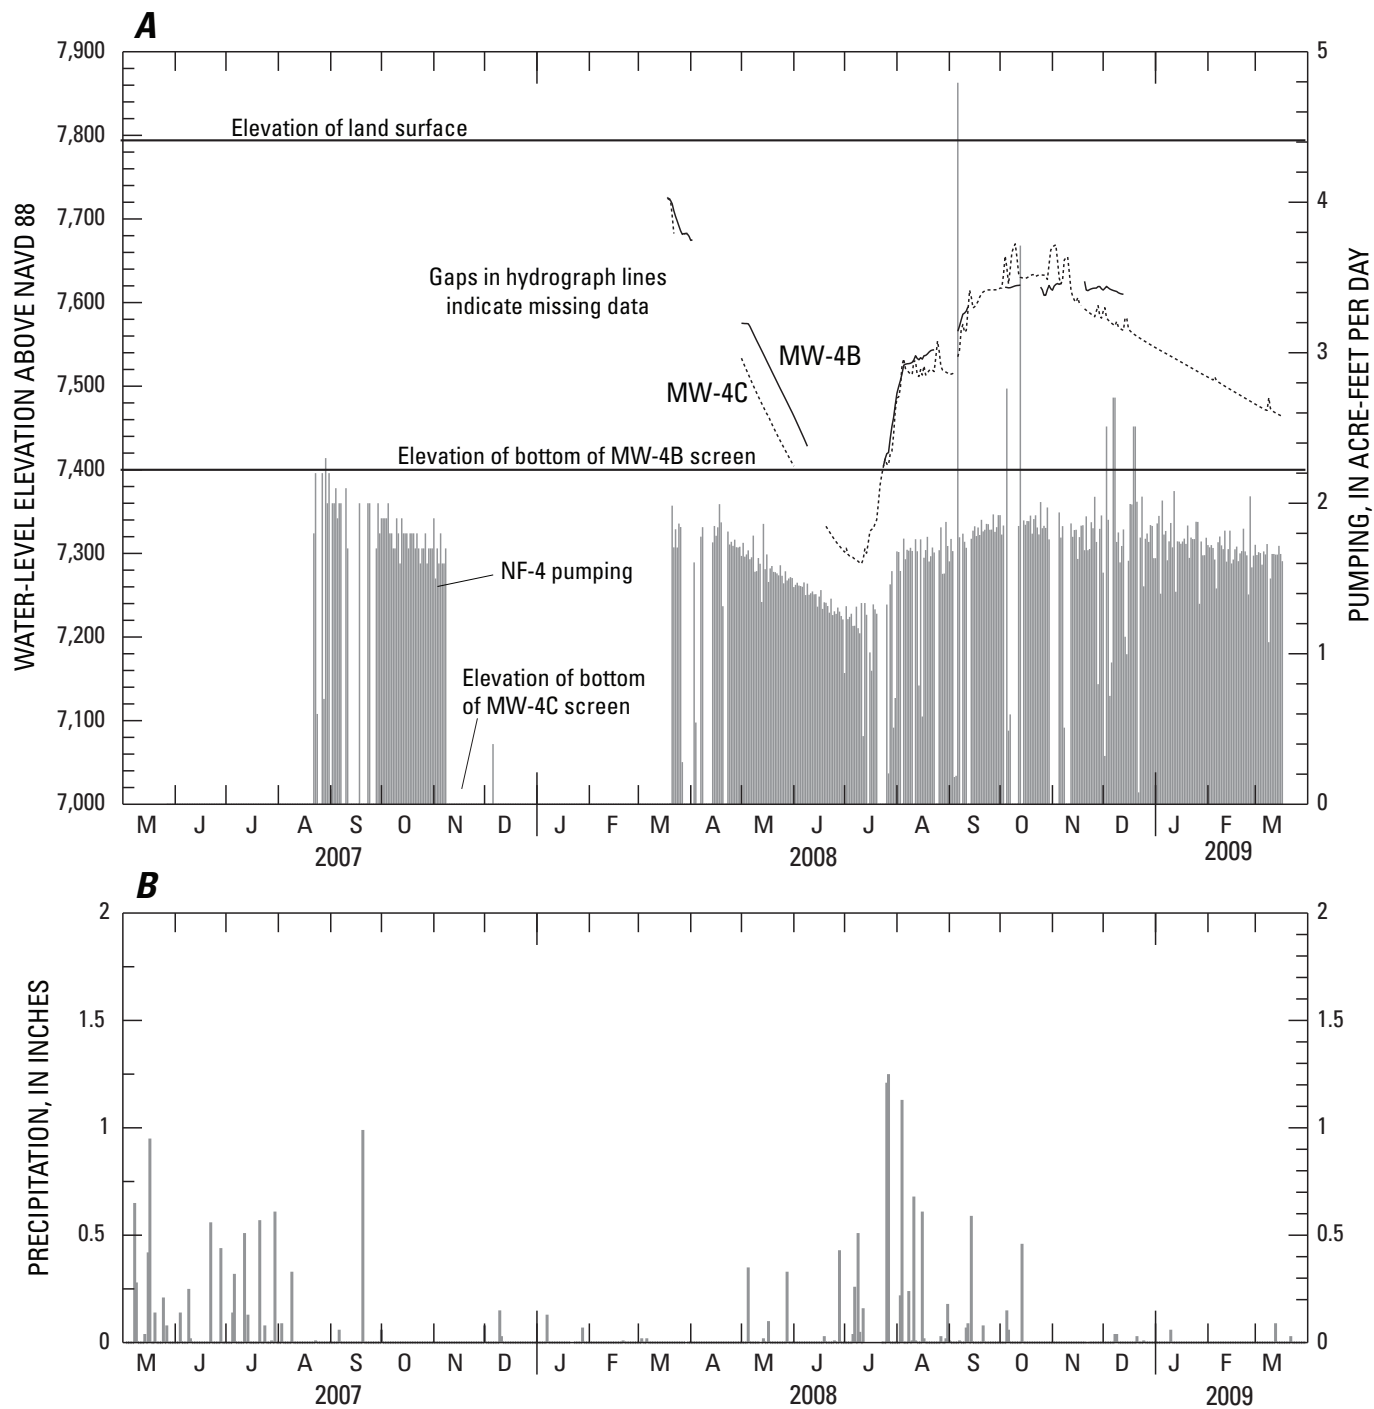 A
7,900
7,800
7,700
7,600
7,500
7,400
7,300
7,200
7,100
7,000
WATER-LEVEL ELEVATION ABOVE NAVD 88
5
4
3
2
1
0
PUMPING, IN ACRE-FEET PER DAY
Elevation of land surface
Gaps in hydrograph lines
indicate missing data
MW-4B
MW-4C
Elevation of bottom of MW-4B screen
NF-4 pumping
Elevation of bottom
of MW-4C screen
M J J A S O N D J F M A M J J A S O N D J F M
2007 2008 2009
B
2
1.5
1
0.5
0
PRECIPITATION, IN INCHES
2
1.5
1
0.5
0
M J J A S O N D J F M A M J J A S O N D J F M
2007 2008 2009